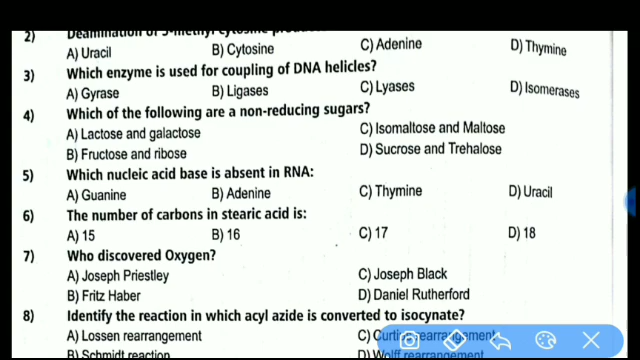 2) Deamination of 5-methyl cytosine
A) Uracil B) Cytosine C) Adenine D) Thymine
3) Which enzyme is used for coupling of DNA helicles?
A) Gyrase B) Ligases C) Lyases D) Isomerases
4) Which of the following are a non-reducing sugars?
A) Lactose and galactose C) Isomaltose and Maltose
B) Fructose and ribose D) Sucrose and Trehalose
5) Which nucleic acid base is absent in RNA:
A) Guanine B) Adenine C) Thymine D) Uracil
6) The number of carbons in stearic acid is:
A) 15 B) 16 C) 17 D) 18
7) Who discovered Oxygen?
A) Joseph Priestley C) Joseph Black
B) Fritz Haber D) Daniel Rutherford
8) Identify the reaction in which acyl azide is converted to isocynate?
A) Lossen rearrangement C) Curtius rearrangement
B) Schmidt reaction D) Wolff rearrangement